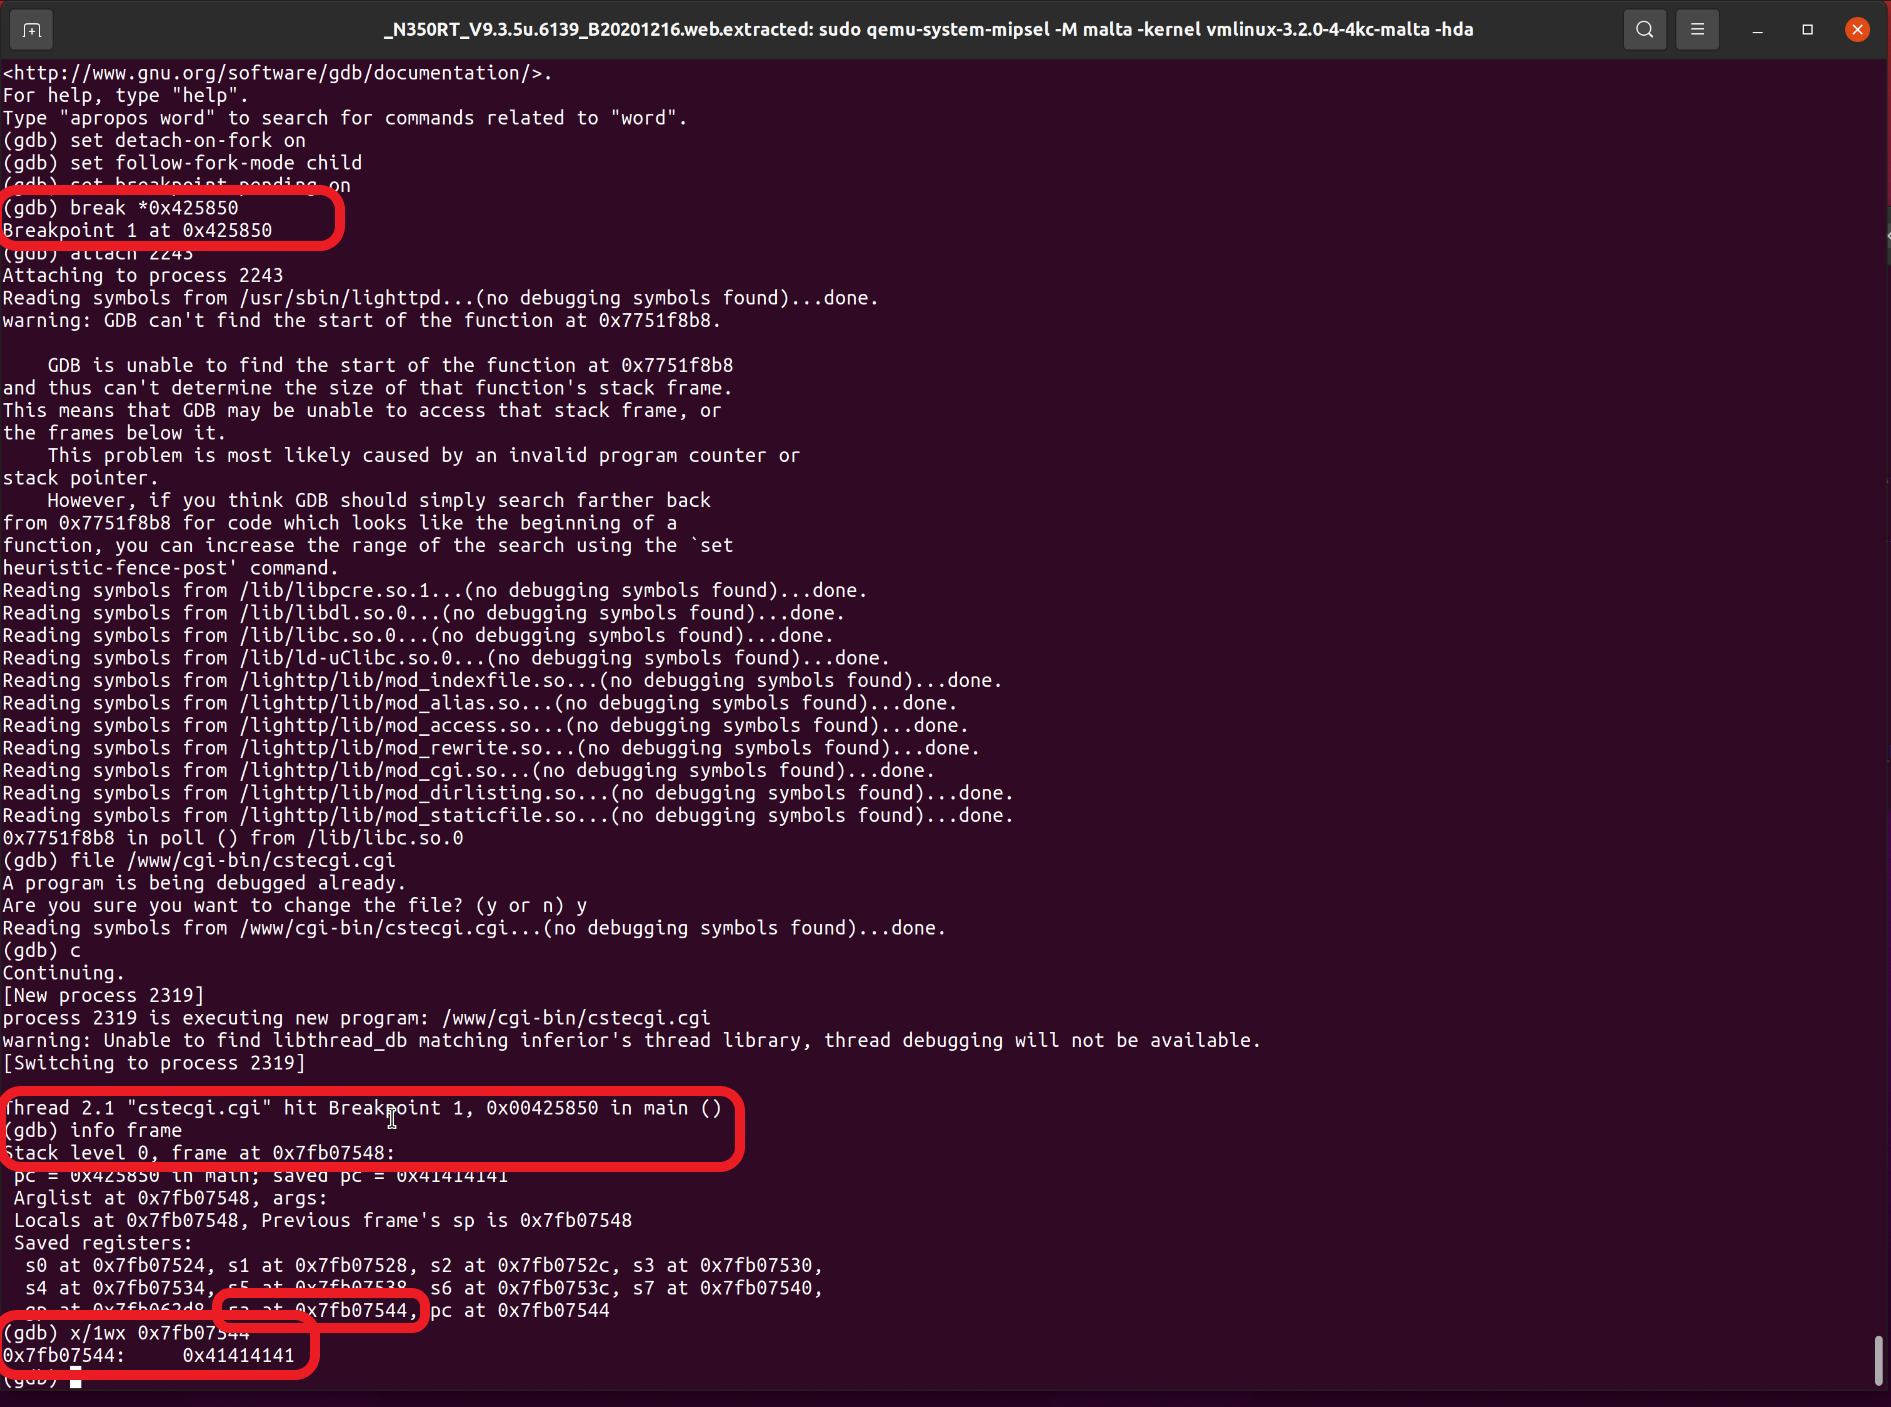 _N350RT_V9.3.5u.6139_B20201216.web.extracted: sudo qemu-system-mipsel -M malta -kernel vmlinux-3.2.0-4-4kc-malta -hda
<http://www.gnu.org/software/gdb/documentation/>.
For help, type "help".
Type "apropos word" to search for commands related to "word".
(gdb) set detach-on-fork on
(gdb) set follow-fork-mode child
(gdb) set breakpoint pending on
(gdb) break *0x425850
Breakpoint 1 at 0x425850
(gdb) attach 2243
Attaching to process 2243
Reading symbols from /usr/sbin/lighttpd...(no debugging symbols found)...done.
warning: GDB can't find the start of the function at 0x7751f8b8.
    GDB is unable to find the start of the function at 0x7751f8b8
and thus can't determine the size of that function's stack frame.
This means that GDB may be unable to access that stack frame, or
the frames below it.
    This problem is most likely caused by an invalid program counter or
stack pointer.
    However, if you think GDB should simply search farther back
from 0x7751f8b8 for code which looks like the beginning of a
function, you can increase the range of the search using the `set
heuristic-fence-post' command.
Reading symbols from /lib/libpcre.so.1...(no debugging symbols found)...done.
Reading symbols from /lib/libdl.so.0...(no debugging symbols found)...done.
Reading symbols from /lib/libc.so.0...(no debugging symbols found)...done.
Reading symbols from /lib/ld-uClibc.so.0...(no debugging symbols found)...done.
Reading symbols from /lighttp/lib/mod_indexfile.so...(no debugging symbols found)...done.
Reading symbols from /lighttp/lib/mod_alias.so...(no debugging symbols found)...done.
Reading symbols from /lighttp/lib/mod_access.so...(no debugging symbols found)...done.
Reading symbols from /lighttp/lib/mod_rewrite.so...(no debugging symbols found)...done.
Reading symbols from /lighttp/lib/mod_cgi.so...(no debugging symbols found)...done.
Reading symbols from /lighttp/lib/mod_dirlisting.so...(no debugging symbols found)...done.
Reading symbols from /lighttp/lib/mod_staticfile.so...(no debugging symbols found)...done.
0x7751f8b8 in poll () from /lib/libc.so.0
(gdb) file /www/cgi-bin/cstecgi.cgi
A program is being debugged already.
Are you sure you want to change the file? (y or n) y
Reading symbols from /www/cgi-bin/cstecgi.cgi...(no debugging symbols found)...done.
(gdb) c
Continuing.
[New process 2319]
process 2319 is executing new program: /www/cgi-bin/cstecgi.cgi
warning: Unable to find libthread_db matching inferior's thread library, thread debugging will not be available.
[Switching to process 2319]
Thread 2.1 "cstecgi.cgi" hit Breakpoint 1, 0x00425850 in main ()
(gdb) info frame
Stack level 0, frame at 0x7fb07548:
 pc = 0x425850 in main; saved pc = 0x41414141
 Arglist at 0x7fb07548, args:
 Locals at 0x7fb07548, Previous frame's sp is 0x7fb07548
 Saved registers:
  s0 at 0x7fb07524, s1 at 0x7fb07528, s2 at 0x7fb0752c, s3 at 0x7fb07530,
  s4 at 0x7fb07534, s5 at 0x7fb07538, s6 at 0x7fb0753c, s7 at 0x7fb07540,
  gp at 0x7fb062d8, ra at 0x7fb07544, pc at 0x7fb07544
(gdb) x/1wx 0x7fb07544
0x7fb07544:     0x41414141
(gdb)